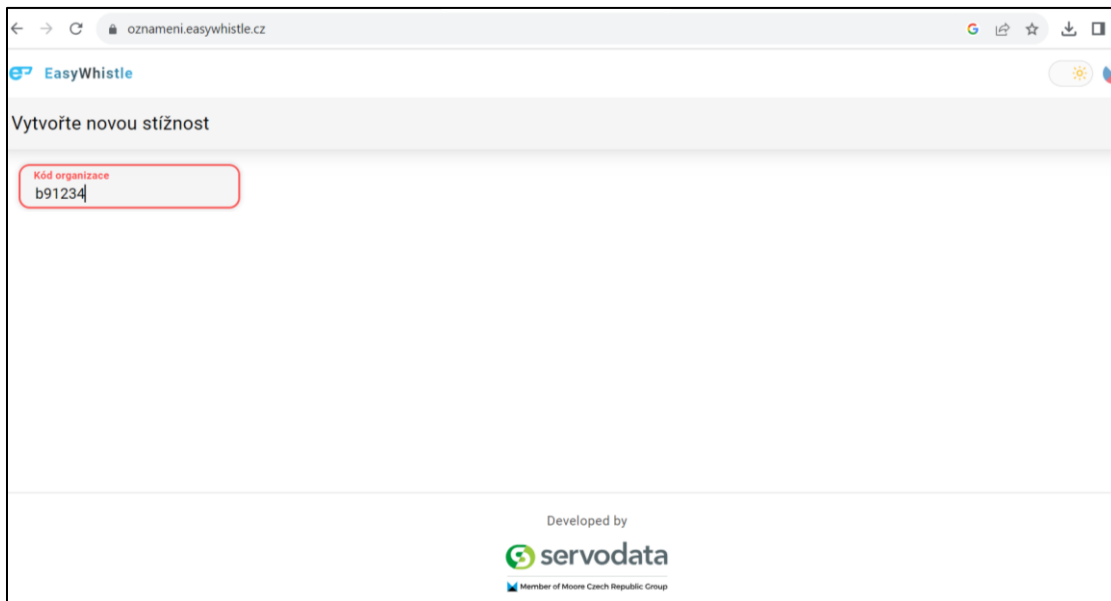 oznameni.easywhistle.cz
EasyWhistle
Vytvořte novou stížnost
Kód organizace
b91234
Developed by
servodata
Member of Moore Czech Republic Group